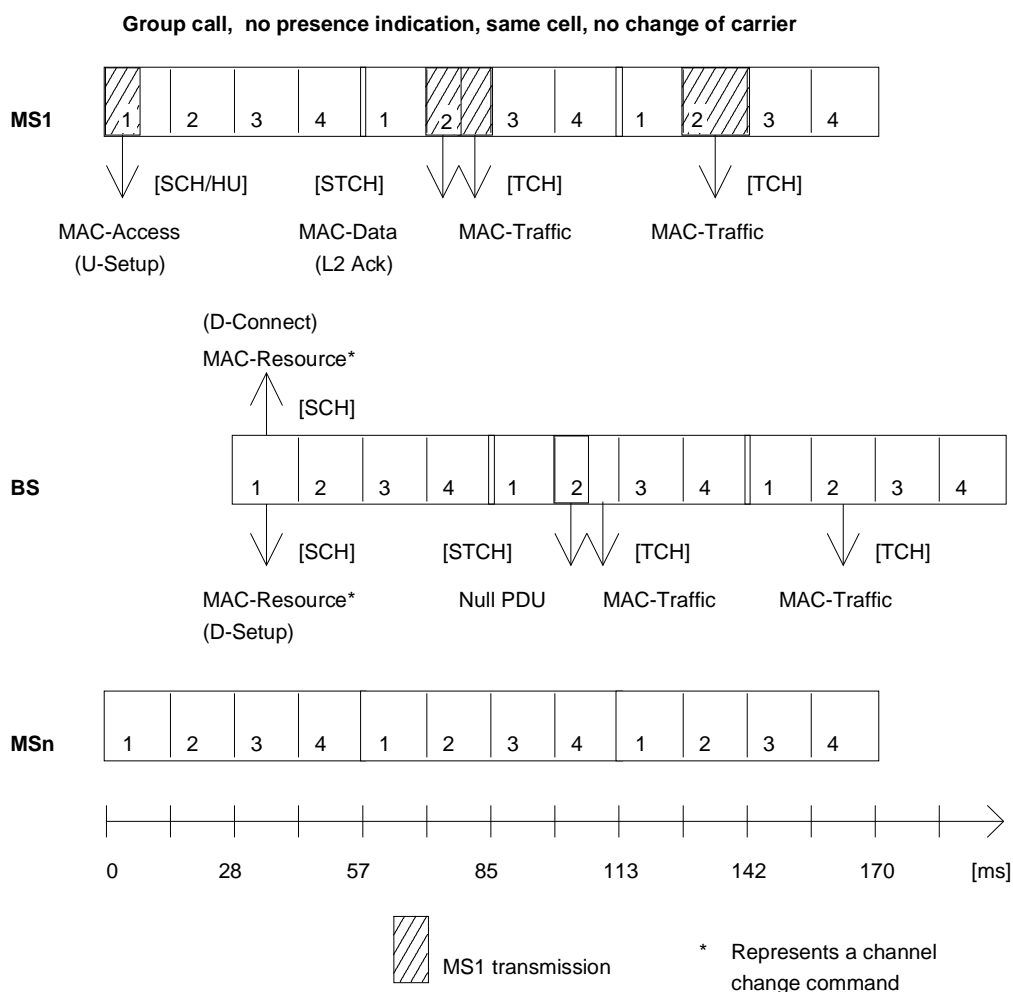 Group call, no presence indication, same cell, no change of carrier
MS1
1 2 3 4 1 2 3 4 1 2 3 4
[SCH/HU] [STCH] [TCH] [TCH]
MAC-Access MAC-Data MAC-Traffic MAC-Traffic
(U-Setup) (L2 Ack)
(D-Connect)
MAC-Resource*
[SCH]
BS
1 2 3 4 1 2 3 4 1 2 3 4
[SCH] [STCH] [TCH] [TCH]
MAC-Resource* Null PDU MAC-Traffic MAC-Traffic
(D-Setup)
MSn
1 2 3 4 1 2 3 4 1 2 3 4
0 28 57 85 113 142 170 [ms]
MS1 transmission
* Represents a channel
change command